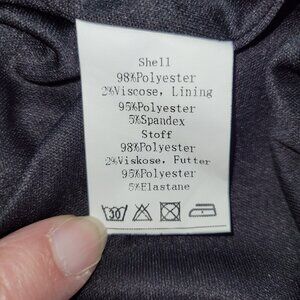 Shell
98%Polyester
2%Viscose, Lining
95%Polyester
5%Spandex
Stoff
98%Polyester
2%Viskose, Futter
95%Polyester
5%Elastane
30